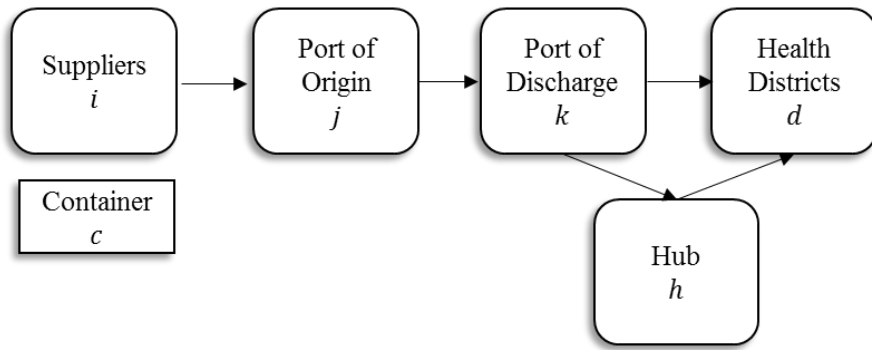 Suppliers
i
Port of
Origin
j
Port of
Discharge
k
Health
Districts
d
Container
c
Hub
h